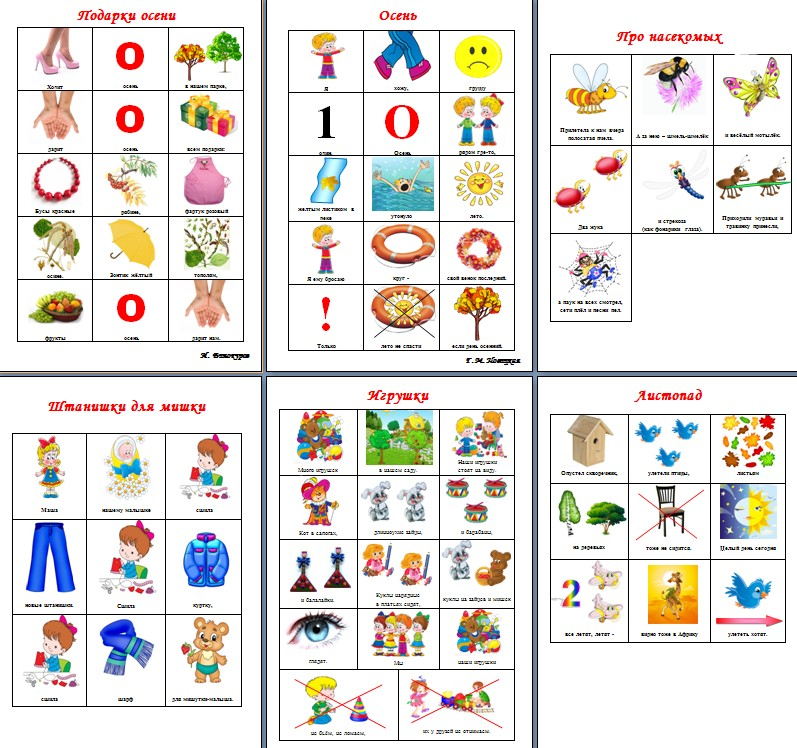 Подарки осени
Ходит
О
осень
в нашем парке,
дарит
О
осень
всем подарки:
Бусы красные
рябине,
фартук розовый
осине.
Зонтик жёлтый
тополям,
фрукты
О
осень
дарит нам.
И. Винокуров
Осень
Я
хожу,
грущу
1
один.
О
Осень
рядом где-то,
желтым листиком в
реке
утонуло
лето.
Я ему бросаю
круг -
свой венок последний.
!
Только
лето не спасти
если день осенний.
Г. М. Новицкая
Про насекомых
Прилетела к нам вчера
полосатая пчела.
А за нею – шмель-шмелёк
и весёлый мотылёк.
Два жука
и стрекоза
(как фонарики глаза).
Приходили муравьи и
травинку принесли,
а паук на всех смотрел,
сети плёл и песни пел.
Штанишки для мишки
Маша
нашему малышке
сшила
новые штанишки.
Сшила
куртку,
сшила
шарф
для мишутки-малыша.
Игрушки
Много игрушек
в нашем саду.
Наши игрушки
стоят на виду.
Кот в сапогах,
длинноухие зайцы,
и барабаны,
и балалайки.
Куклы нарядные
в платьях сидят,
куклы на зайцев и мишек
глядят.
Мы
наши игрушки
не бьём, не ломаем,
их у друзей не отнимаем.
Листопад
Опустел скворечник,
улетели птицы,
листьям
на деревьях
тоже не сидится.
Целый день сегодня
2
все летят, летят -
видно тоже в Африку
улететь хотят.